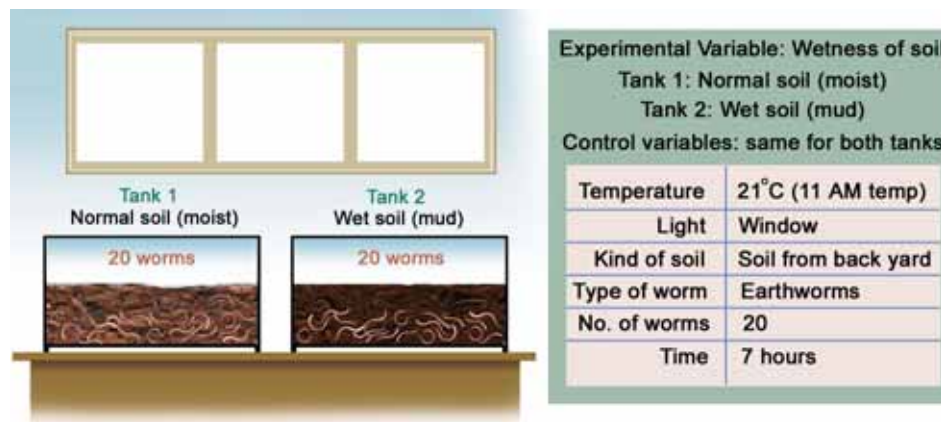 Tank 1
Normal soil (moist)
20 worms
Tank 2
Wet soil (mud)
20 worms
Experimental Variable: Wetness of soil
Tank 1: Normal soil (moist)
Tank 2: Wet soil (mud)
Control variables: same for both tanks
Temperature 21°C (11 AM temp)
Light Window
Kind of soil Soil from back yard
Type of worm Earthworms
No. of worms 20
Time 7 hours